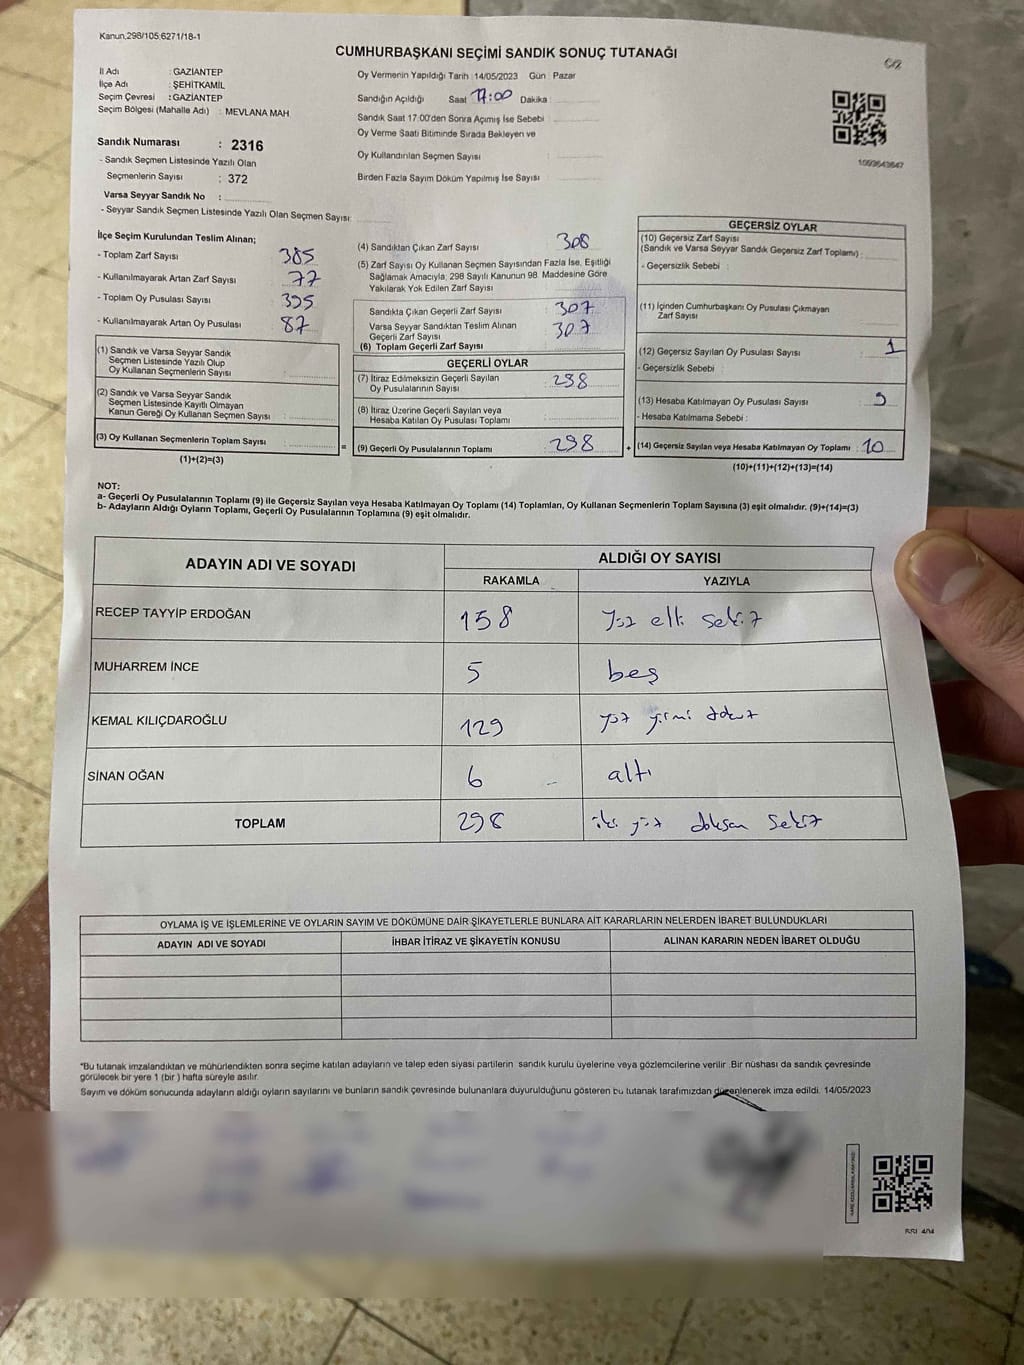 Kanun,298/105:6271/18-1
CUMHURBAŞKANI SEÇİMİ SANDIK SONUÇ TUTANAĞI
İl Adı : GAZİANTEP
İlçe Adı : ŞEHİTKAMİL
Seçim Çevresi : GAZİANTEP
Seçim Bölgesi (Mahalle Adı) : MEVLANA MAH
Sandık Numarası : 2316
- Sandık Seçmen Listesinde Yazılı Olan
Seçmenlerin Sayısı : 372
Varsa Seyyar Sandık No :
- Seyyar Sandık Seçmen Listesinde Yazılı Olan Seçmen Sayısı:
Oy Vermenin Yapıldığı Tarih :14/05/2023 Gün : Pazar
Sandığın Açıldığı Saat 17:00 Dakika :
Sandık Saat 17:00'den Sonra Açımış İse Sebebi :
Oy Verme Saati Bitiminde Sırada Bekleyen ve
Oy Kullandırılan Seçmen Sayısı :
Birden Fazla Sayım Döküm Yapılmış İse Sayısı :
1093643647
İlçe Seçim Kurulundan Teslim Alınan;
- Toplam Zarf Sayısı : 385
- Kullanılmayarak Artan Zarf Sayısı : 77
- Toplam Oy Pusulası Sayısı : 395
- Kullanılmayarak Artan Oy Pusulası : 87
(1) Sandık ve Varsa Seyyar Sandık
Seçmen Listesinde Yazılı Olup
Oy Kullanan Seçmenlerin Sayısı :
(2) Sandık ve Varsa Seyyar Sandık
Seçmen Listesinde Kayıtlı Olmayan
Kanun Gereği Oy Kullanan Seçmen Sayısı :
(3) Oy Kullanan Seçmenlerin Toplam Sayısı :
(1)+(2)=(3)
(4) Sandıktan Çıkan Zarf Sayısı : 308
(5) Zarf Sayısı Oy Kullanan Seçmen Sayısından Fazla İse, Eşitliği
Sağlamak Amacıyla, 298 Sayılı Kanunun 98. Maddesine Göre
Yakılarak Yok Edilen Zarf Sayısı :
Sandıkta Çıkan Geçerli Zarf Sayısı : 307
Varsa Seyyar Sandıktan Teslim Alınan
Geçerli Zarf Sayısı : 307
(6) Toplam Geçerli Zarf Sayısı
GEÇERLİ OYLAR
(7) İtiraz Edilmeksizin Geçerli Sayılan
Oy Pusulalarının Sayısı : 298
(8) İtiraz Üzerine Geçerli Sayılan veya
Hesaba Katılan Oy Pusulası Toplamı :
= (9) Geçerli Oy Pusulalarının Toplamı : 298 +
GEÇERSİZ OYLAR
(10) Geçersiz Zarf Sayısı
(Sandık ve Varsa Seyyar Sandık Geçersiz Zarf Toplamı) :
- Geçersizlik Sebebi :
(11) İçinden Cumhurbaşkanı Oy Pusulası Çıkmayan
Zarf Sayısı :
(12) Geçersiz Sayılan Oy Pusulası Sayısı : 1
- Geçersizlik Sebebi :
(13) Hesaba Katılmayan Oy Pusulası Sayısı : 9
- Hesaba Katılmama Sebebi :
(14) Geçersiz Sayılan veya Hesaba Katılmayan Oy Toplamı : 10
(10)+(11)+(12)+(13)=(14)
NOT:
a- Geçerli Oy Pusulalarının Toplamı (9) ile Geçersiz Sayılan veya Hesaba Katılmayan Oy Toplamı (14) Toplamları, Oy Kullanan Seçmenlerin Toplam Sayısına (3) eşit olmalıdır. (9)+(14)=(3)
b- Adayların Aldığı Oyların Toplamı, Geçerli Oy Pusulalarının Toplamına (9) eşit olmalıdır.
ADAYIN ADI VE SOYADI
ALDIĞI OY SAYISI
RAKAMLA YAZIYLA
RECEP TAYYİP ERDOĞAN 158 Yüz elli sekiz
MUHARREM İNCE 5 beş
KEMAL KILIÇDAROĞLU 129 yüz yirmi dokuz
SİNAN OĞAN 6 altı
TOPLAM 298 iki yüz doksan sekiz
OYLAMA İŞ VE İŞLEMLERİNE VE OYLARIN SAYIM VE DÖKÜMÜNE DAİR ŞİKAYETLERLE BUNLARA AİT KARARLARIN NELERDEN İBARET BULUNDUKLARI
ADAYIN ADI VE SOYADI İHBAR İTİRAZ VE ŞİKAYETİN KONUSU ALINAN KARARIN NEDEN İBARET OLDUĞU
*Bu tutanak imzalandıktan ve mühürlendikten sonra seçime katılan adayların ve talep eden siyasi partilerin sandık kurulu üyelerine veya gözlemcilerine verilir. Bir nüshası da sandık çevresinde
görülecek bir yere 1 (bir) hafta süreyle asılır.
Sayım ve döküm sonucunda adayların aldığı oyların sayılarını ve bunların sandık çevresinde bulunanlara duyurulduğunu gösteren bu tutanak tarafımızdan düzenlenerek imza edildi. 14/05/2023